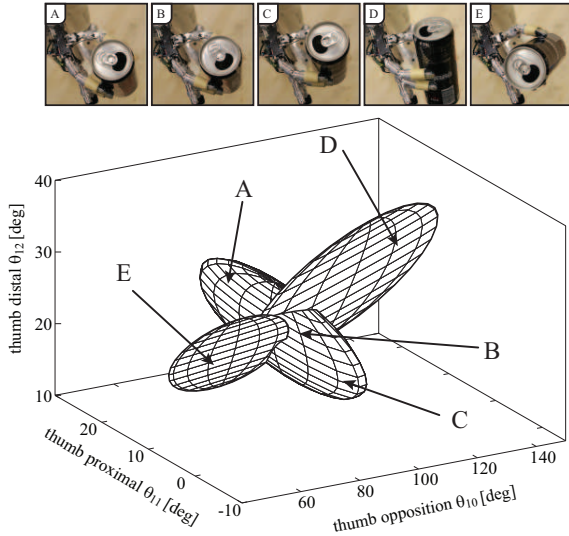 A B C D E
40
30
20
10
thumb distal θ12 [deg]
A
D
E
B
C
20
10
0
-10
thumb proximal θ11 [deg]
60
80
100
120
140
thumb opposition θ10 [deg]